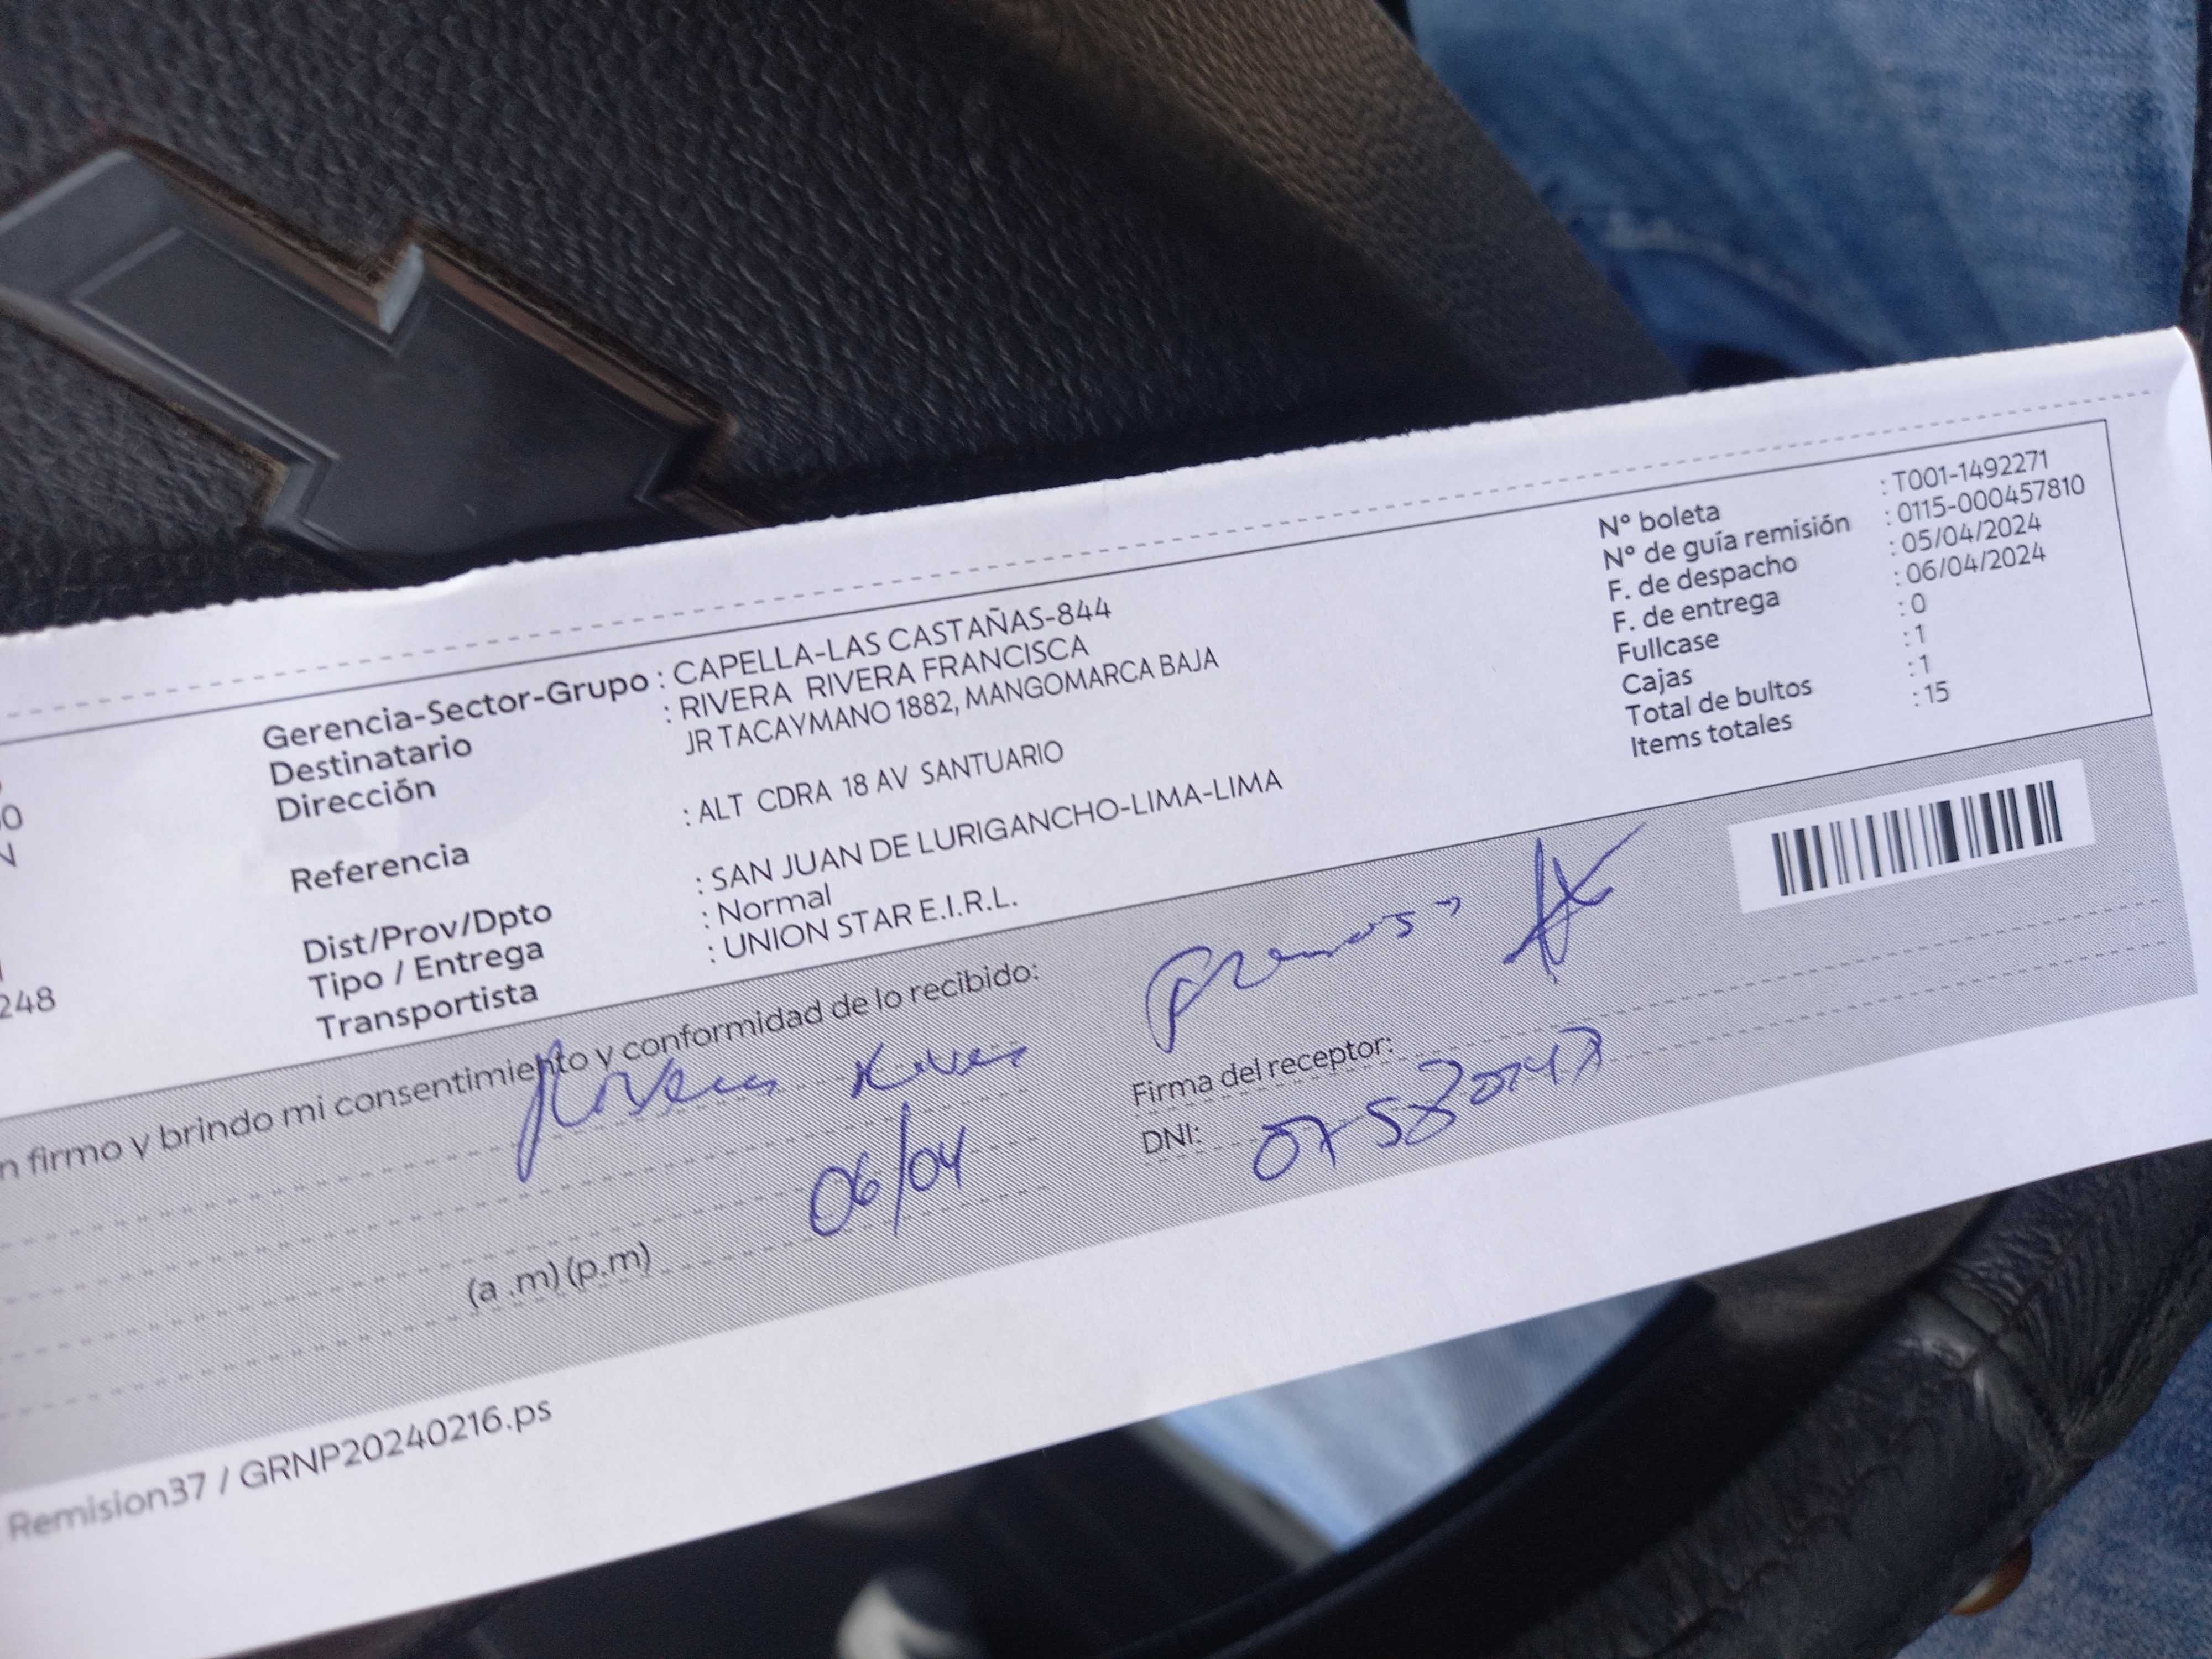 Gerencia-Sector-Grupo : CAPELLA-LAS CASTAÑAS-844
Destinatario : RIVERA RIVERA FRANCISCA
Dirección JR TACAYMANO 1882, MANGOMARCA BAJA
Referencia : ALT CDRA 18 AV SANTUARIO
Dist/Prov/Dpto : SAN JUAN DE LURIGANCHO-LIMA-LIMA
Tipo / Entrega : Normal
Transportista : UNION STAR E.I.R.L.
248
N° boleta : T001-1492271
N° de guía remisión : 0115-000457810
F. de despacho : 05/04/2024
F. de entrega : 06/04/2024
Fullcase : 0
Cajas : 1
Total de bultos : 1
Items totales : 15
n firmo y brindo mi consentimiento y conformidad de lo recibido:
Rivera Rivera
06/04
(a .m) (p.m)
Firma del receptor:
DNI:
Remision37 / GRNP20240216.ps